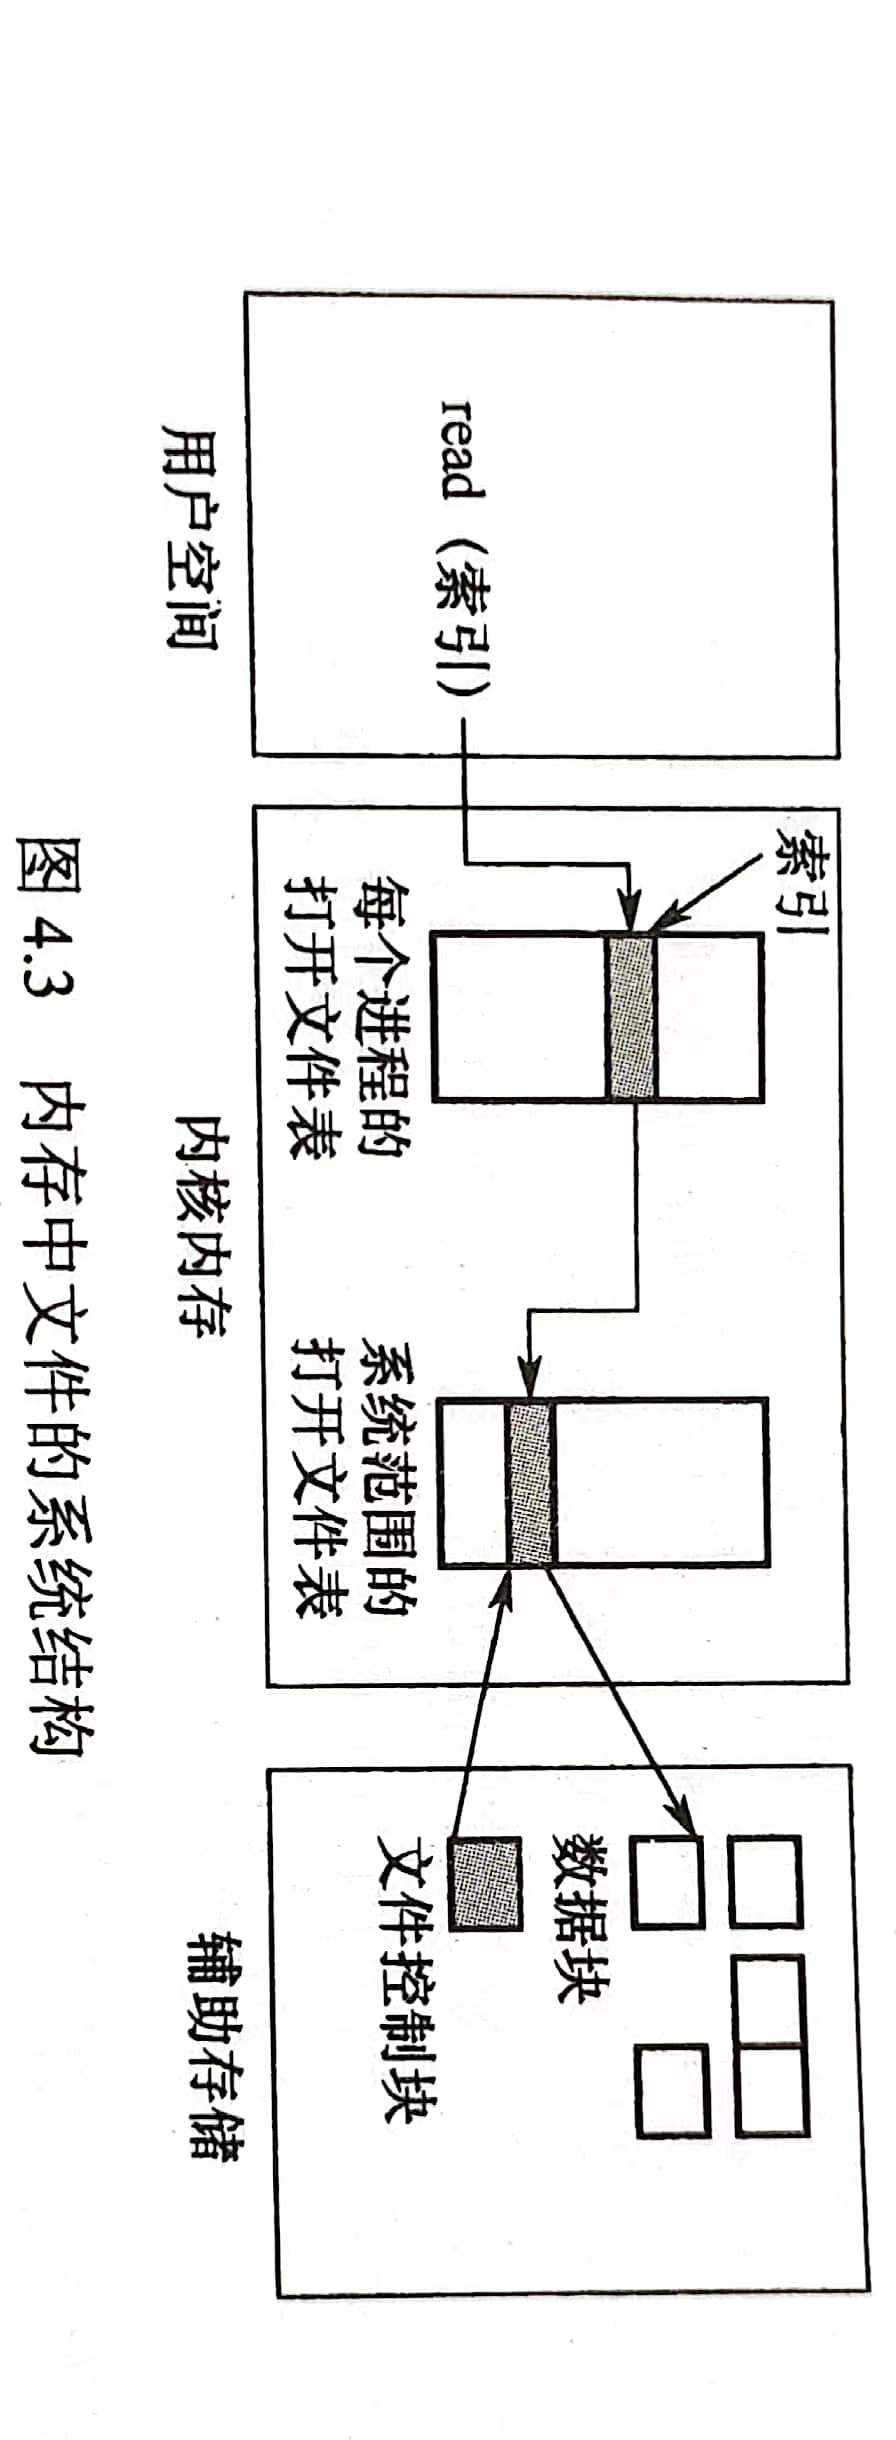 索引
read（索引）
每个进程的
打开文件表
系统范围的
打开文件表
数据块
文件控制块
用户空间
内核内存
辅助存储
图 4.3 内存中文件的系统结构